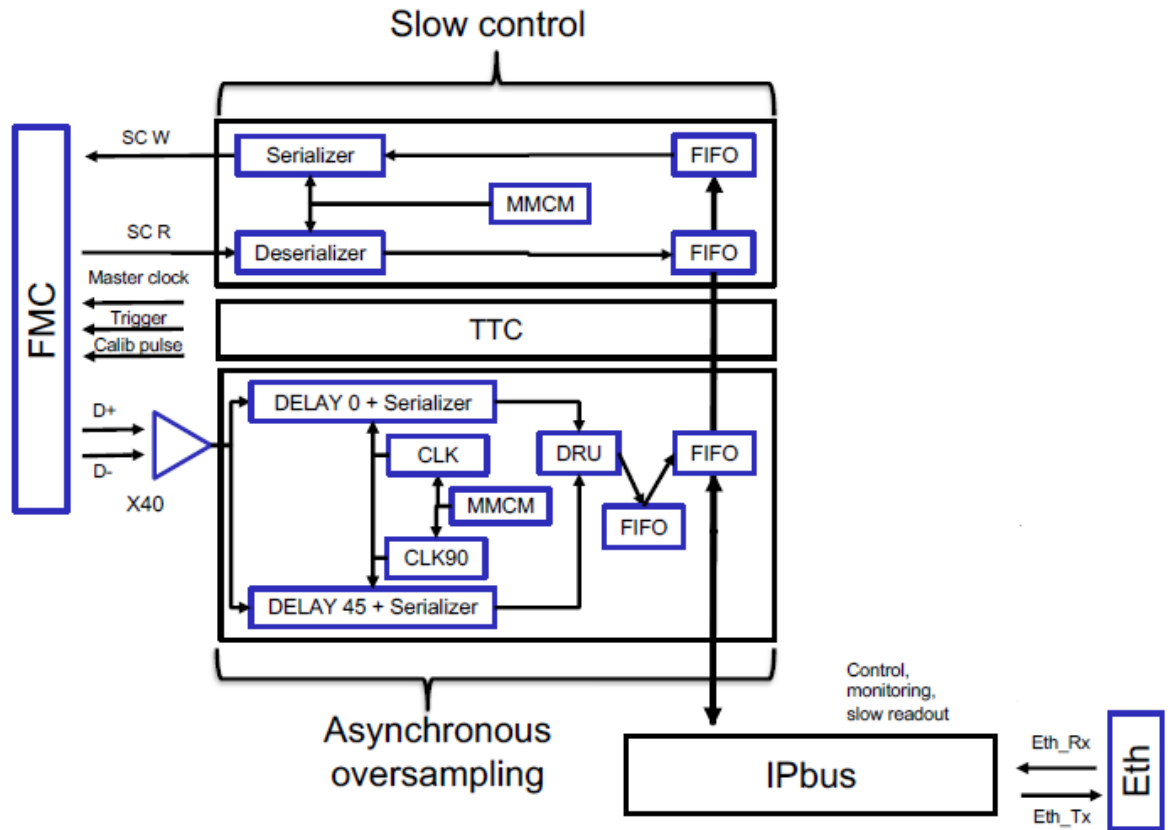 Slow control
FMC
SC W
Serializer
FIFO
MMCM
SC R
Deserializer
FIFO
Master clock
Trigger
Calib pulse
TTC
D+
D-
X40
DELAY 0 + Serializer
CLK
MMCM
CLK90
DELAY 45 + Serializer
DRU
FIFO
FIFO
Asynchronous
oversampling
Control,
monitoring,
slow readout
IPbus
Eth_Rx
Eth_Tx
Eth